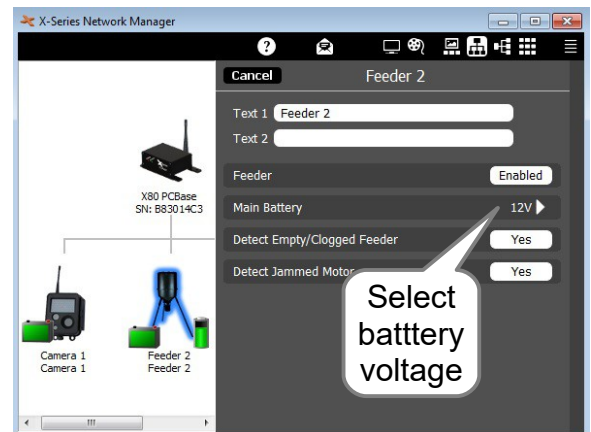 X-Series Network Manager
?
Cancel
Feeder 2
Text 1 Feeder 2
Text 2
Feeder Enabled
Main Battery 12V
Detect Empty/Clogged Feeder Yes
Detect Jammed Motor Yes
X80 PCBase
SN: B83014C3
Camera 1
Camera 1
Feeder 2
Feeder 2
Select
batttery
voltage